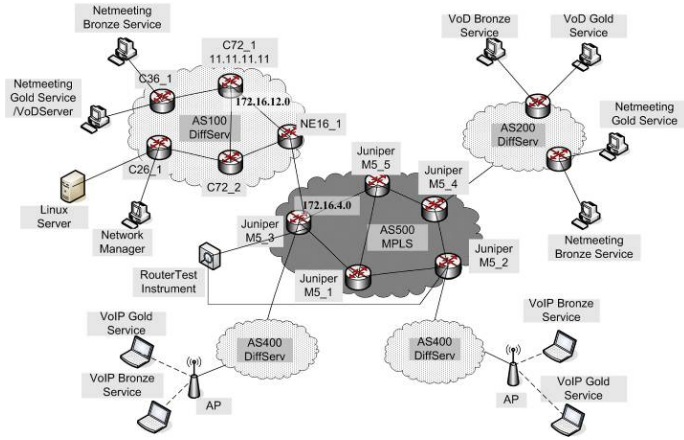 Netmeeting
Bronze Service
C72_1
11.11.11.11
VoD Bronze
Service
VoD Gold
Service
C36_1
Netmeeting
Gold Service
/VoDServer
172.16.12.0
NE16_1
AS100
DiffServ
Netmeeting
Gold Service
AS200
DiffServ
C26_1
C72_2
Juniper
M5_5
Juniper
M5_4
Linux
Server
Network
Manager
172.16.4.0
Juniper
M5_3
AS500
MPLS
Netmeeting
Bronze Service
RouterTest
Instrument
Juniper
M5_1
Juniper
M5_2
VoIP Gold
Service
AS400
DiffServ
AS400
DiffServ
VoIP Bronze
Service
VoIP Bronze
Service
AP
AP
VoIP Gold
Service